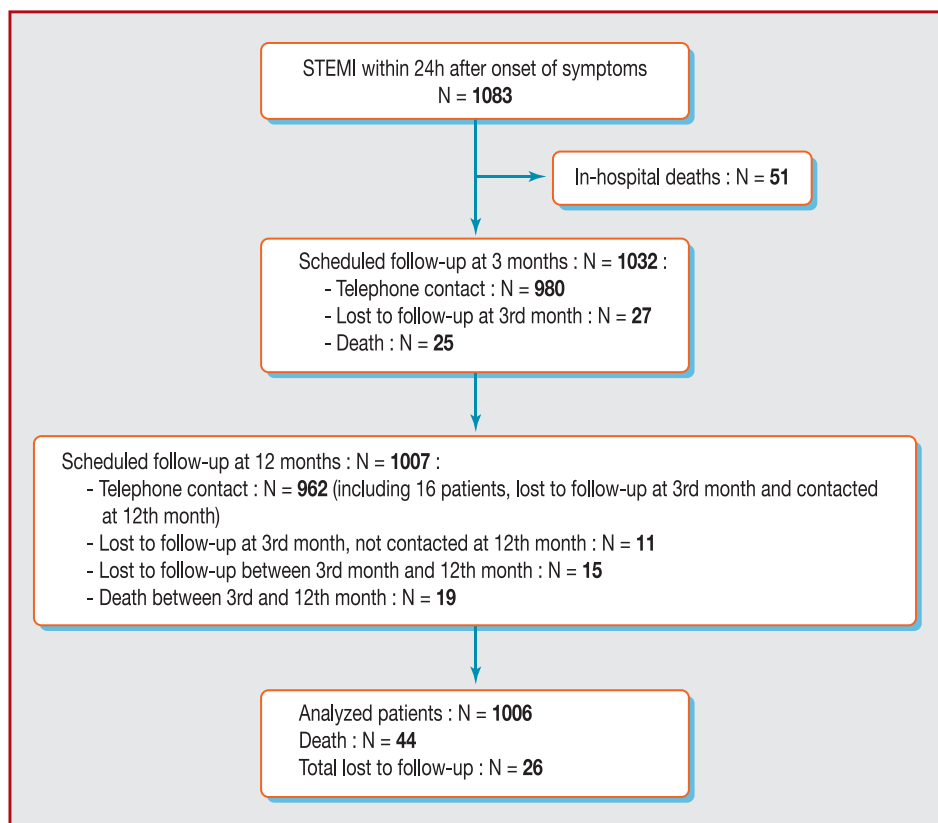 STEMI within 24h after onset of symptoms
N = 1083
In-hospital deaths : N = 51
Scheduled follow-up at 3 months : N = 1032 :
- Telephone contact : N = 980
- Lost to follow-up at 3rd month : N = 27
- Death : N = 25
Scheduled follow-up at 12 months : N = 1007 :
- Telephone contact : N = 962 (including 16 patients, lost to follow-up at 3rd month and contacted
at 12th month)
- Lost to follow-up at 3rd month, not contacted at 12th month : N = 11
- Lost to follow-up between 3rd month and 12th month : N = 15
- Death between 3rd and 12th month : N = 19
Analyzed patients : N = 1006
Death : N = 44
Total lost to follow-up : N = 26